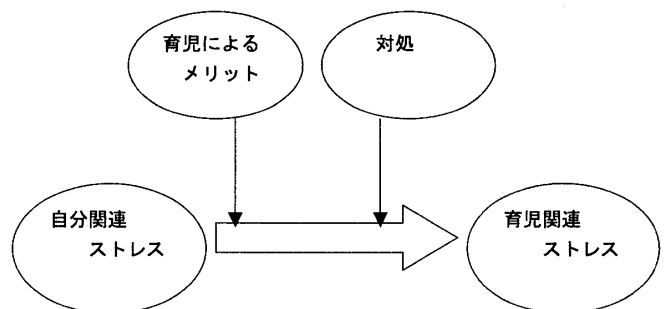 育児による
メリット
対処
自分関連
ストレス
育児関連
ストレス